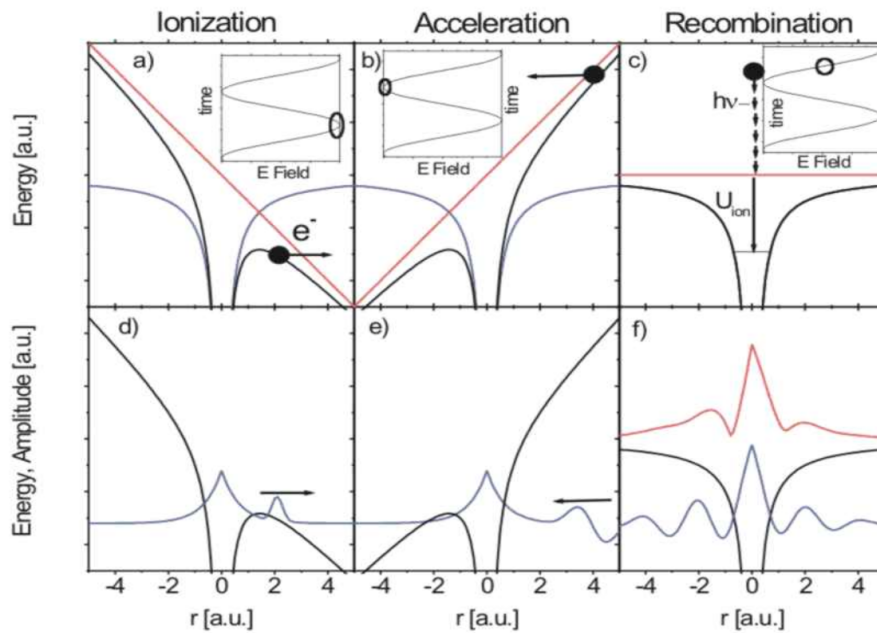 Ionization
Acceleration
Recombination
Energy [a.u.]
a)
time
E Field
e-
b)
time
E Field
c)
hν
time
E Field
Uion
Energy, Amplitude [a.u.]
d)
e)
f)
-4 -2 0 2 4
-4 -2 0 2 4
-4 -2 0 2 4
r [a.u.]
r [a.u.]
r [a.u.]